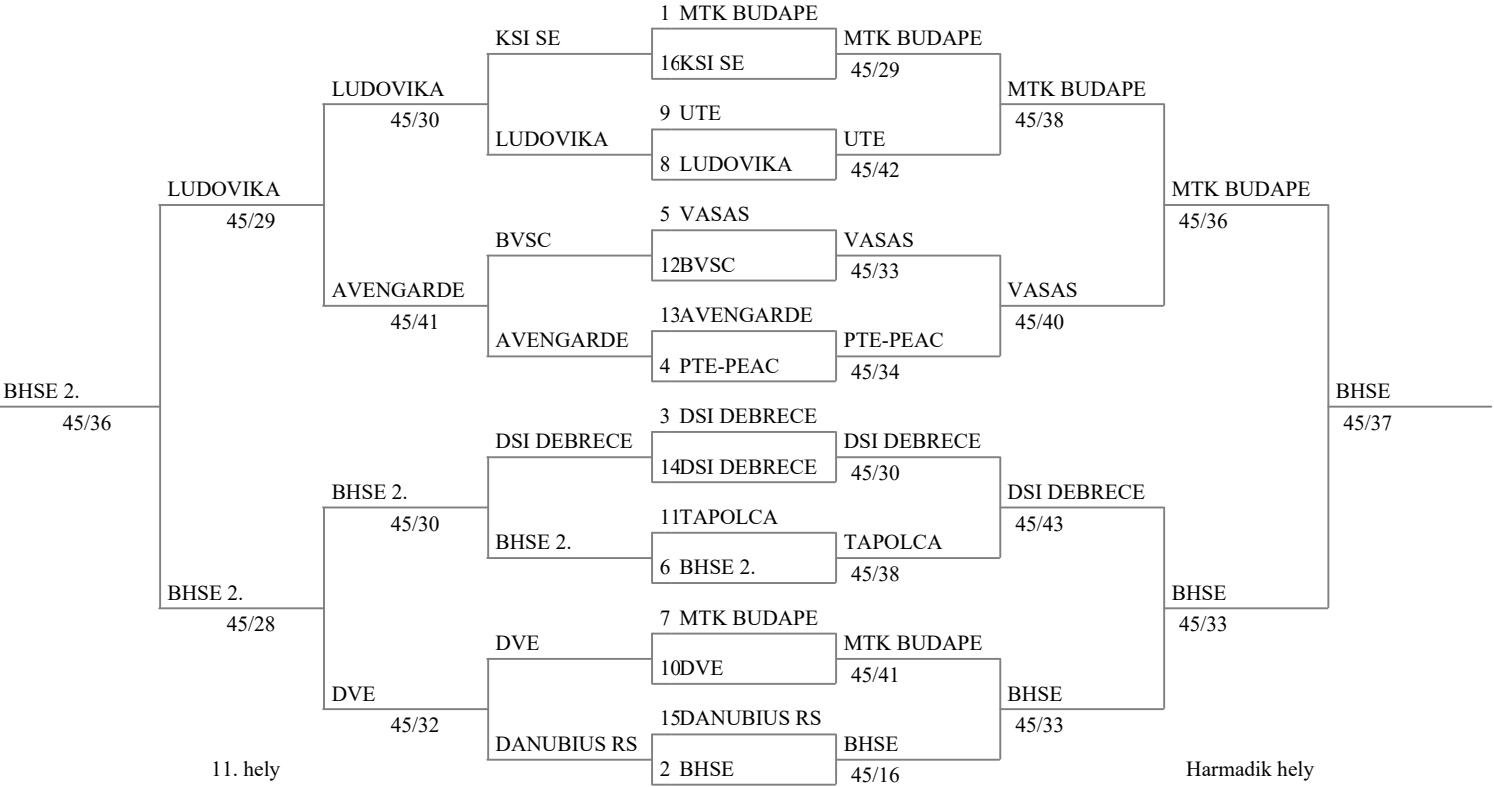 1 MTK BUDAPE
KSI SE
MTK BUDAPE
16KSI SE
45/29
LUDOVIKA
MTK BUDAPE
45/30
9 UTE
45/38
LUDOVIKA
UTE
8 LUDOVIKA
45/42
LUDOVIKA
MTK BUDAPE
45/29
5 VASAS
45/36
BVSC
VASAS
12BVSC
45/33
AVENGARDE
VASAS
45/41
13AVENGARDE
45/40
AVENGARDE
PTE-PEAC
4 PTE-PEAC
45/34
BHSE 2.
BHSE
45/36
3 DSI DEBRECE
45/37
DSI DEBRECE
DSI DEBRECE
14DSI DEBRECE
45/30
BHSE 2.
DSI DEBRECE
45/30
11TAPOLCA
45/43
BHSE 2.
TAPOLCA
6 BHSE 2.
45/38
BHSE 2.
BHSE
45/28
7 MTK BUDAPE
45/33
DVE
MTK BUDAPE
10DVE
45/41
DVE
BHSE
45/32
15DANUBIUS RS
45/33
DANUBIUS RS
BHSE
11. hely
2 BHSE
45/16
Harmadik hely